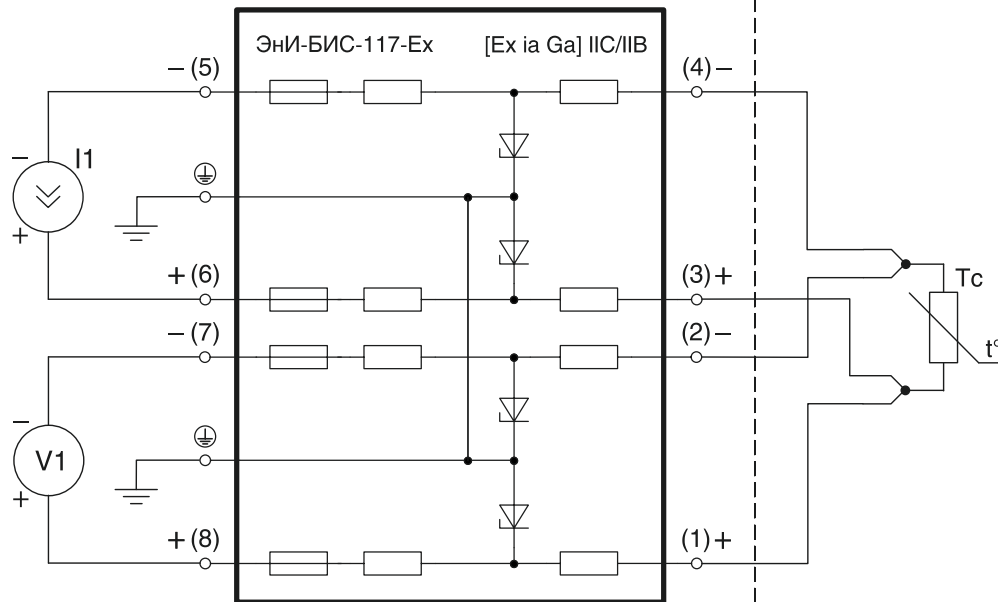 ЭнИ-БИС-117-Ех [Ex ia Ga] IIC/IIB
– (5) (4) –
– I1
+
+ (6) (3) + Тс
– (7) (2) – t°
–
V1
+
+ (8) (1) +